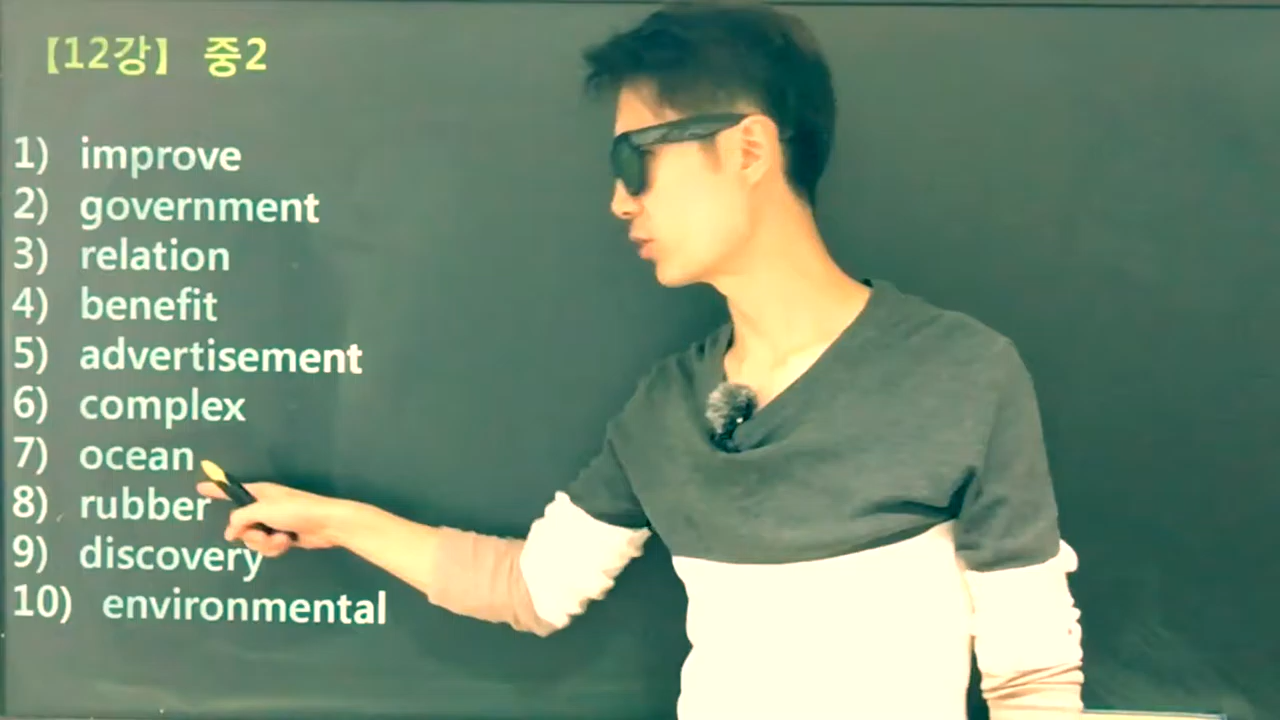 【12강】 중2
1) improve
2) government
3) relation
4) benefit
5) advertisement
6) complex
7) ocean
8) rubber
9) discovery
10) environmental